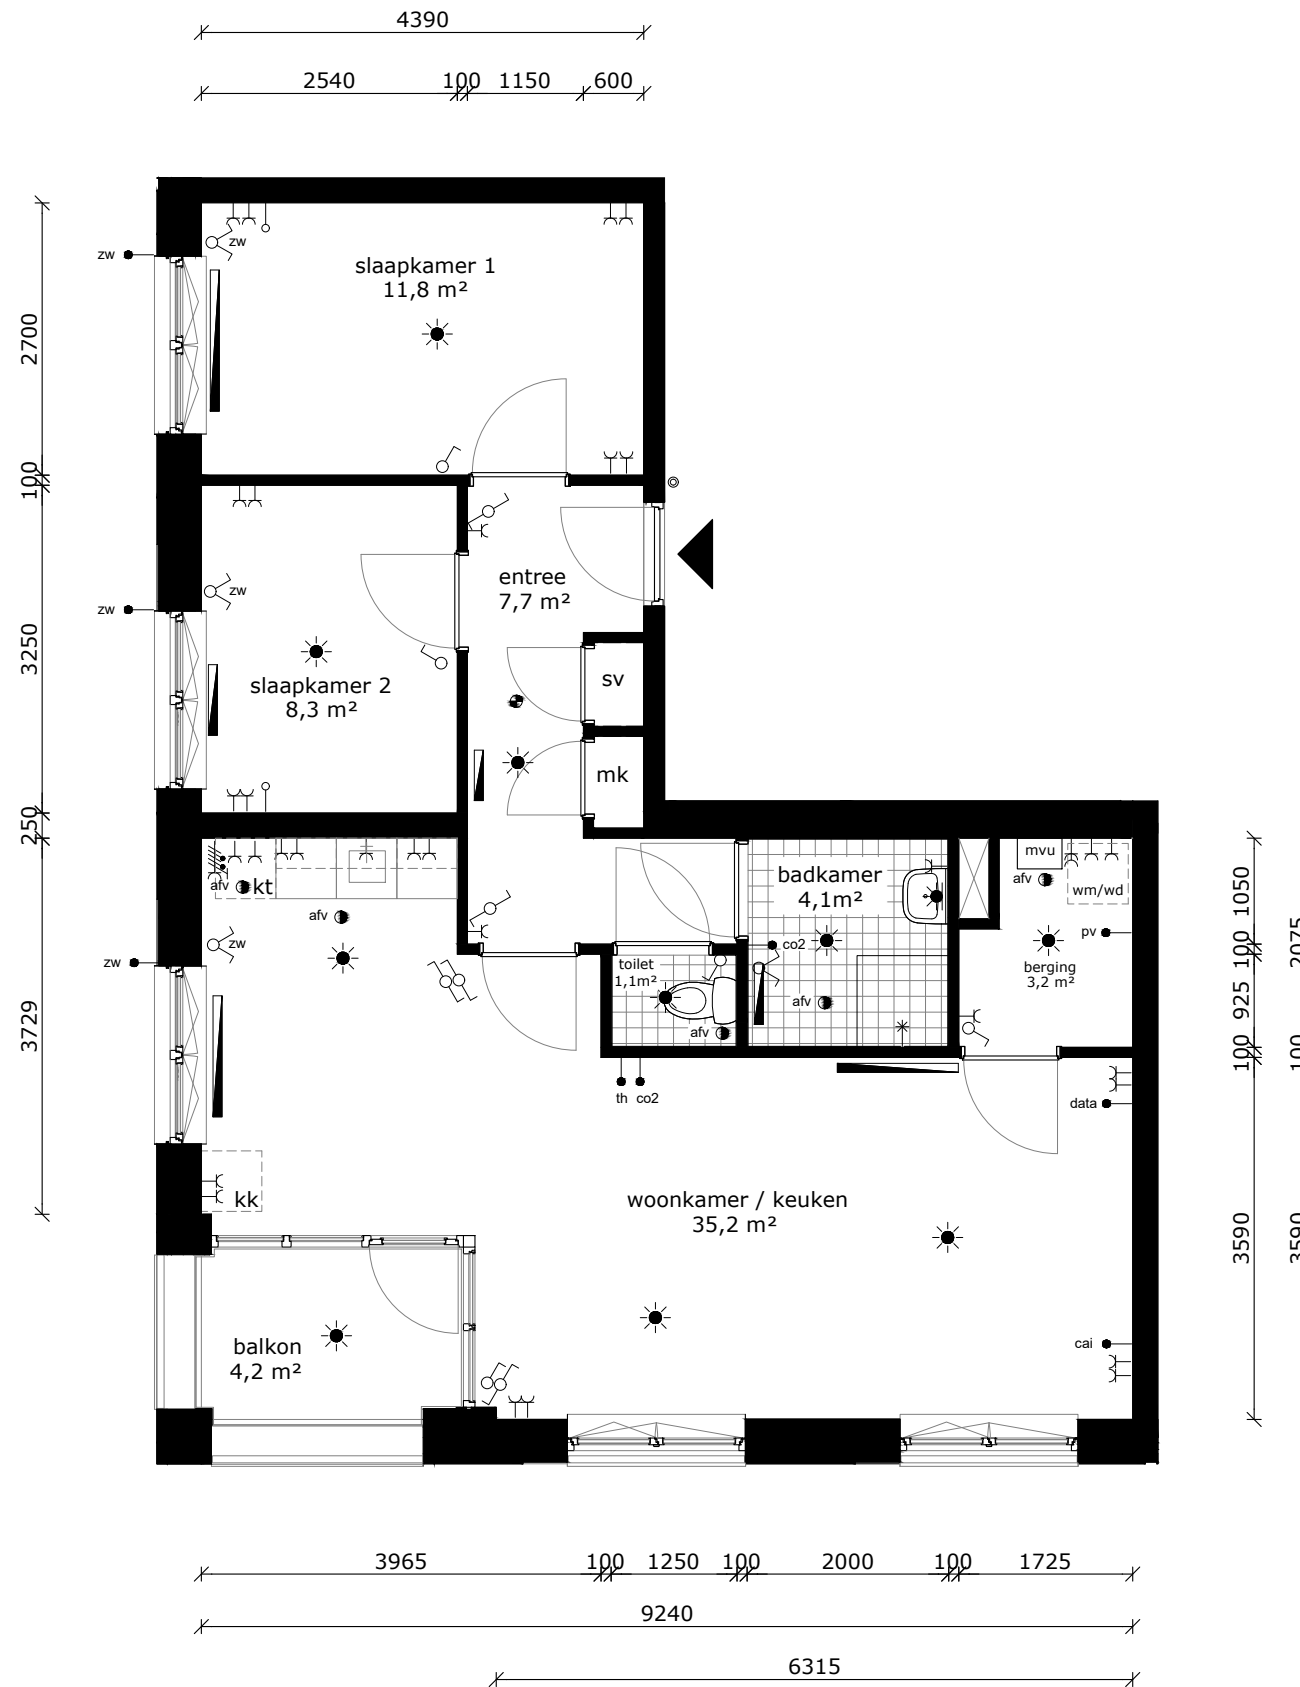 4390
2540 100 1150 600
zw
zw
slaapkamer 1
11,8 m²
2700
100
3250
250
3729
entree
7,7 m²
zw
zw
slaapkamer 2
8,3 m²
sv
mk
afv kt
afv
zw
zw
badkamer
4,1m²
co2
afv
toilet
1,1m²
afv
th co2
mvu
afv
wm/wd
pv
berging
3,2 m²
data
1050
100
925
100
3590
2075
100
3590
kk
woonkamer / keuken
35,2 m²
balkon
4,2 m²
cai
3965 100 1250 100 2000 100 1725
9240
6315